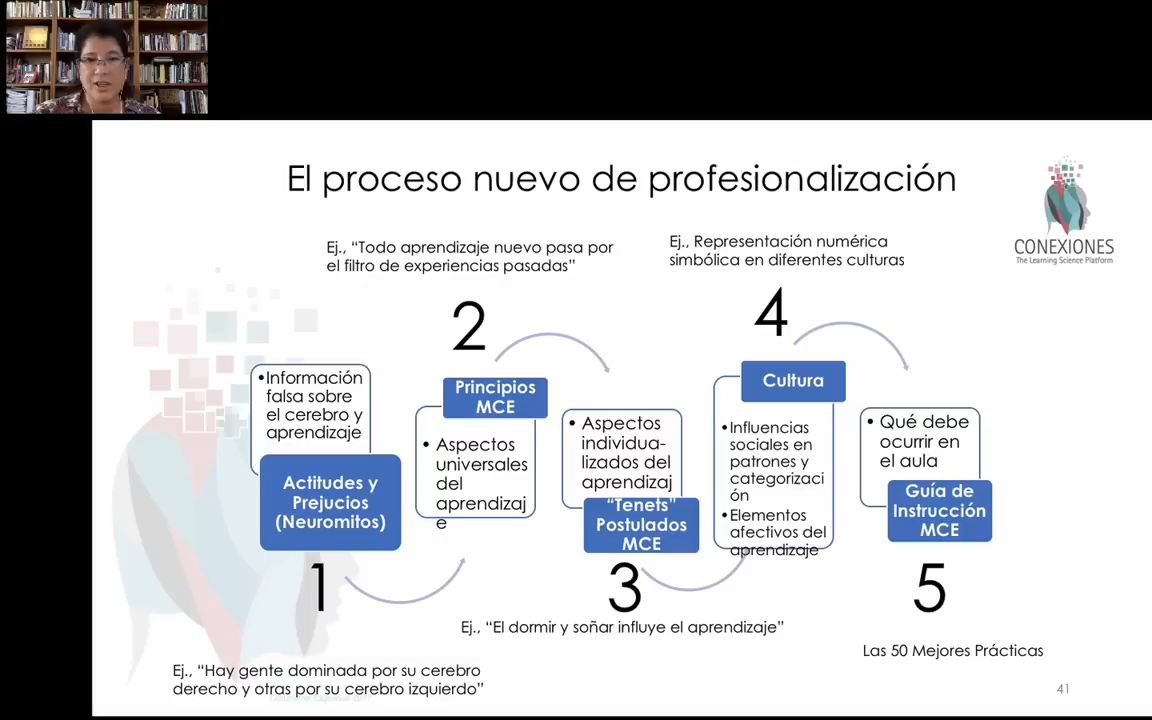 El proceso nuevo de profesionalización
CONEXIONES
The Learning Science Platform
Ej., “Todo aprendizaje nuevo pasa por
el filtro de experiencias pasadas”
Ej., Representación numérica
simbólica en diferentes culturas
2
4
•Información
falsa sobre
el cerebro y
aprendizaje
Actitudes y
Prejucios
(Neuromitos)
1
Principios
MCE
• Aspectos
universales
del
aprendizaj
e
• Aspectos
individua-
lizados del
aprendizaj
“Tenets”
Postulados
MCE
3
Cultura
•Influencias
sociales en
patrones y
categorizaci
ón
•Elementos
afectivos del
aprendizaje
• Qué debe
ocurrir en
el aula
Guía de
Instrucción
MCE
5
Ej., “El dormir y soñar influye el aprendizaje”
Las 50 Mejores Prácticas
Ej., “Hay gente dominada por su cerebro
derecho y otras por su cerebro izquierdo”
41